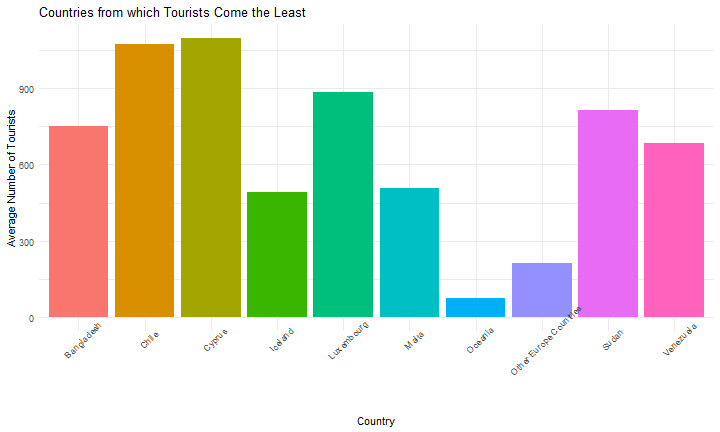 Countries from which Tourists Come the Least
Average Number of Tourists
900
600
300
0
Bangladesh
Chile
Cyprus
Iceland
Luxembourg
Malta
Oceania
Other Europe Countries
Sudan
Venezuela
Country